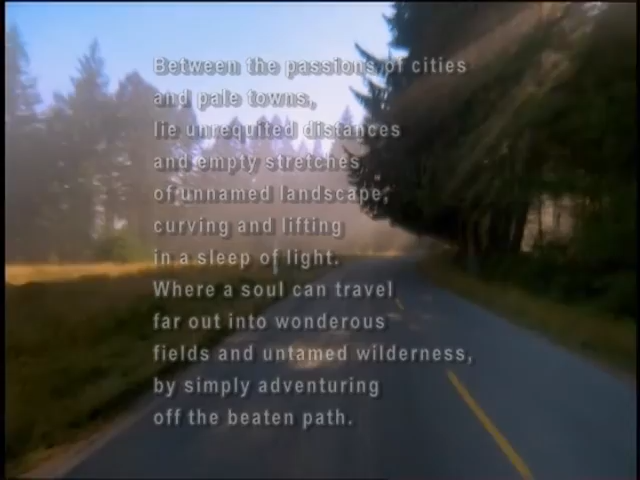 Between the passions of cities
and pale towns,
lie unrequited distances
and empty stretches
of unnamed landscape,
curving and lifting
in a sleep of light.
Where a soul can travel
far out into wonderous
fields and untamed wilderness,
by simply adventuring
off the beaten path.